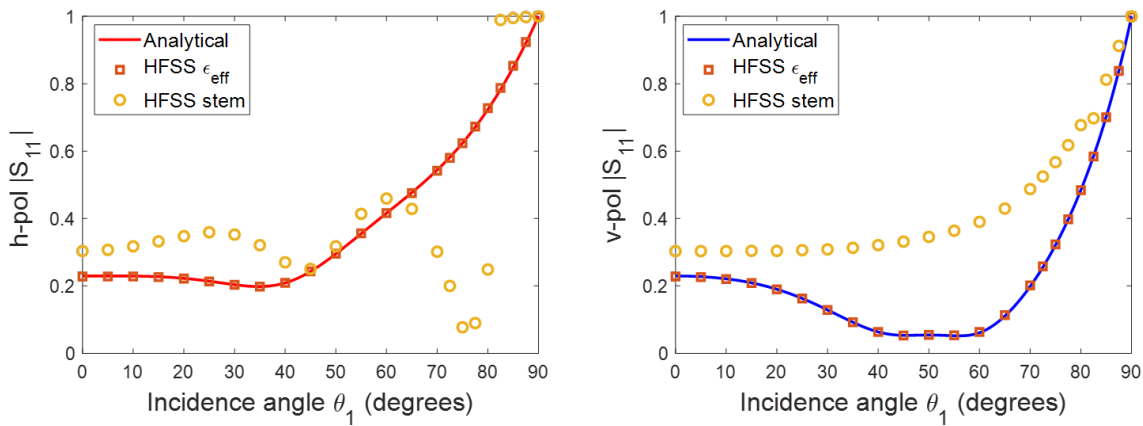 h-pol |S11|
1
0.8
0.6
0.4
0.2
0
Analytical
HFSS ϵeff
HFSS stem
0 10 20 30 40 50 60 70 80 90
Incidence angle θ1 (degrees)
v-pol |S11|
1
0.8
0.6
0.4
0.2
0
Analytical
HFSS ϵeff
HFSS stem
0 10 20 30 40 50 60 70 80 90
Incidence angle θ1 (degrees)